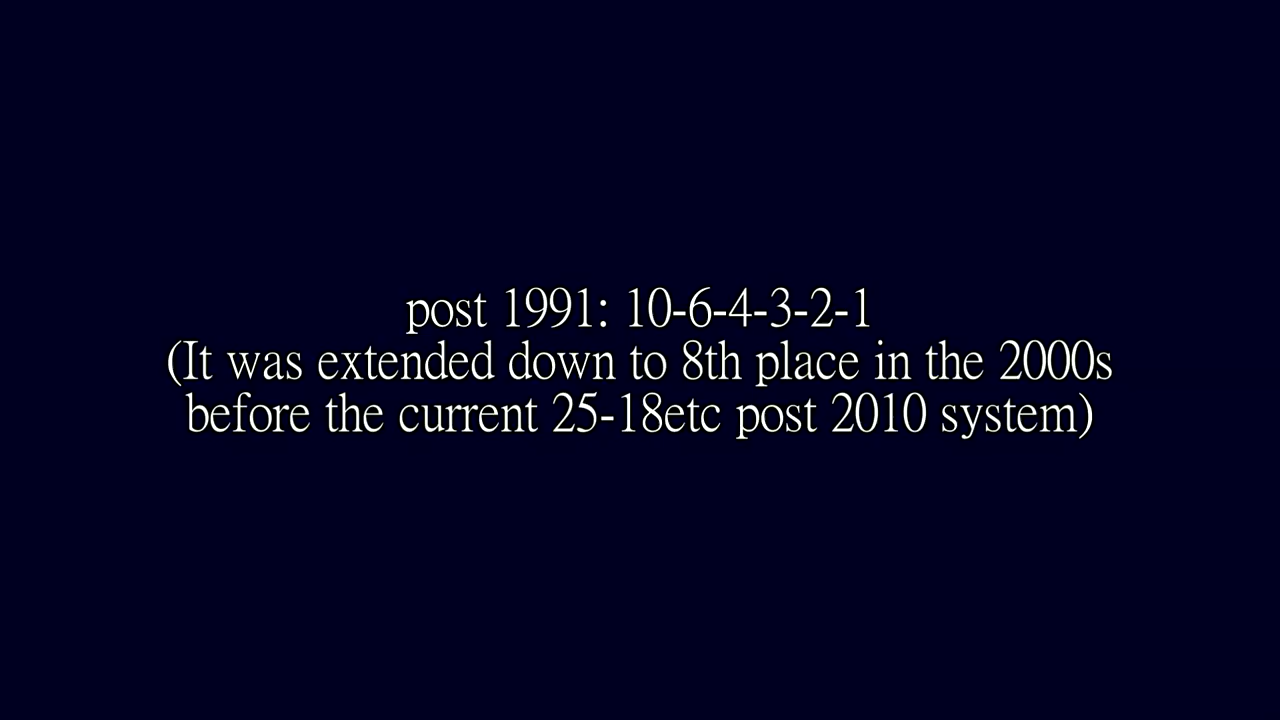 post 1991: 10-6-4-3-2-1
(It was extended down to 8th place in the 2000s
before the current 25-18etc post 2010 system)